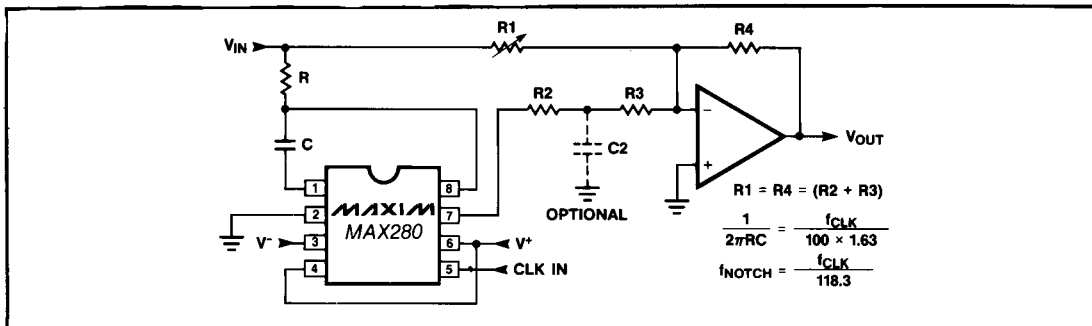 VIN
R1
R4
R
R2
R3
C
C2
OPTIONAL
−
+
VOUT
1
2
3
4
8
7
6
5
MAXIM
MAX280
V−
V+
CLK IN
R1 = R4 = (R2 + R3)
1/2πRC = fCLK/100 × 1.63
fNOTCH = fCLK/118.3